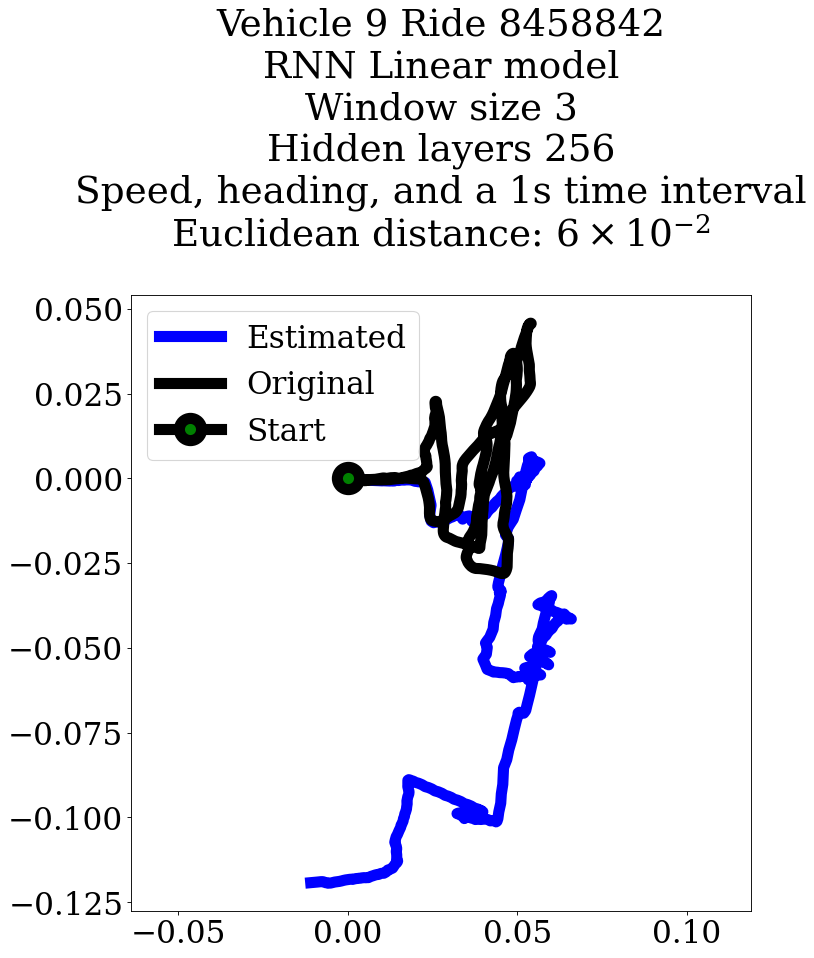 Vehicle 9 Ride 8458842
RNN Linear model
Window size 3
Hidden layers 256
Speed, heading, and a 1s time interval
Euclidean distance: 6 × 10⁻²
Estimated
Original
Start
0.050
0.025
0.000
−0.025
−0.050
−0.075
−0.100
−0.125
−0.05 0.00 0.05 0.10